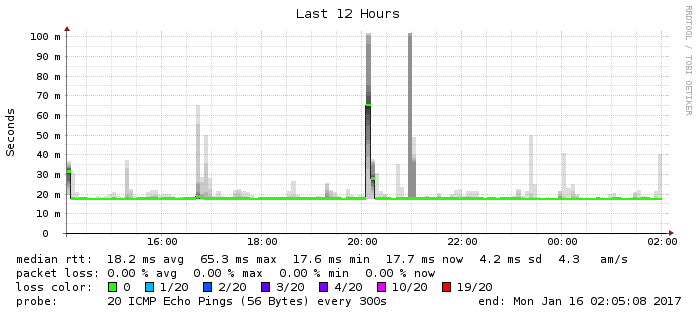 Last 12 Hours
RRDTOOL / TOBI OETIKER
Seconds
100 m
90 m
80 m
70 m
60 m
50 m
40 m
30 m
20 m
10 m
0
16:00 18:00 20:00 22:00 00:00 02:00
median rtt: 18.2 ms avg 65.3 ms max 17.6 ms min 17.7 ms now 4.2 ms sd 4.3 am/s
packet loss: 0.00 % avg 0.00 % max 0.00 % min 0.00 % now
loss color: 0 1/20 2/20 3/20 4/20 10/20 19/20
probe: 20 ICMP Echo Pings (56 Bytes) every 300s end: Mon Jan 16 02:05:08 2017